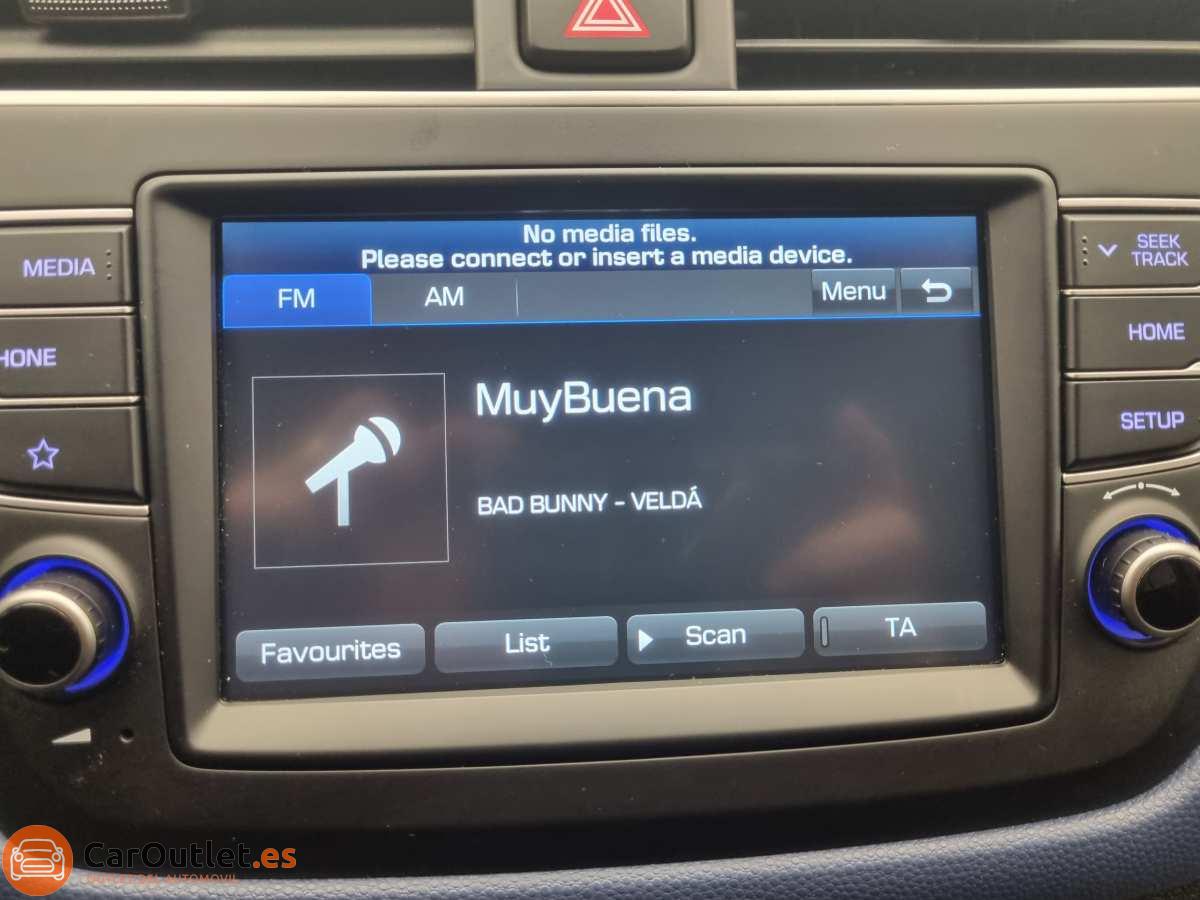 No media files.
Please connect or insert a media device.
MEDIA
FM
AM
Menu
SEEK
TRACK
HONE
HOME
MuyBuena
SETUP
BAD BUNNY - VELDÁ
Favourites
List
Scan
TA
CarOutlet.es